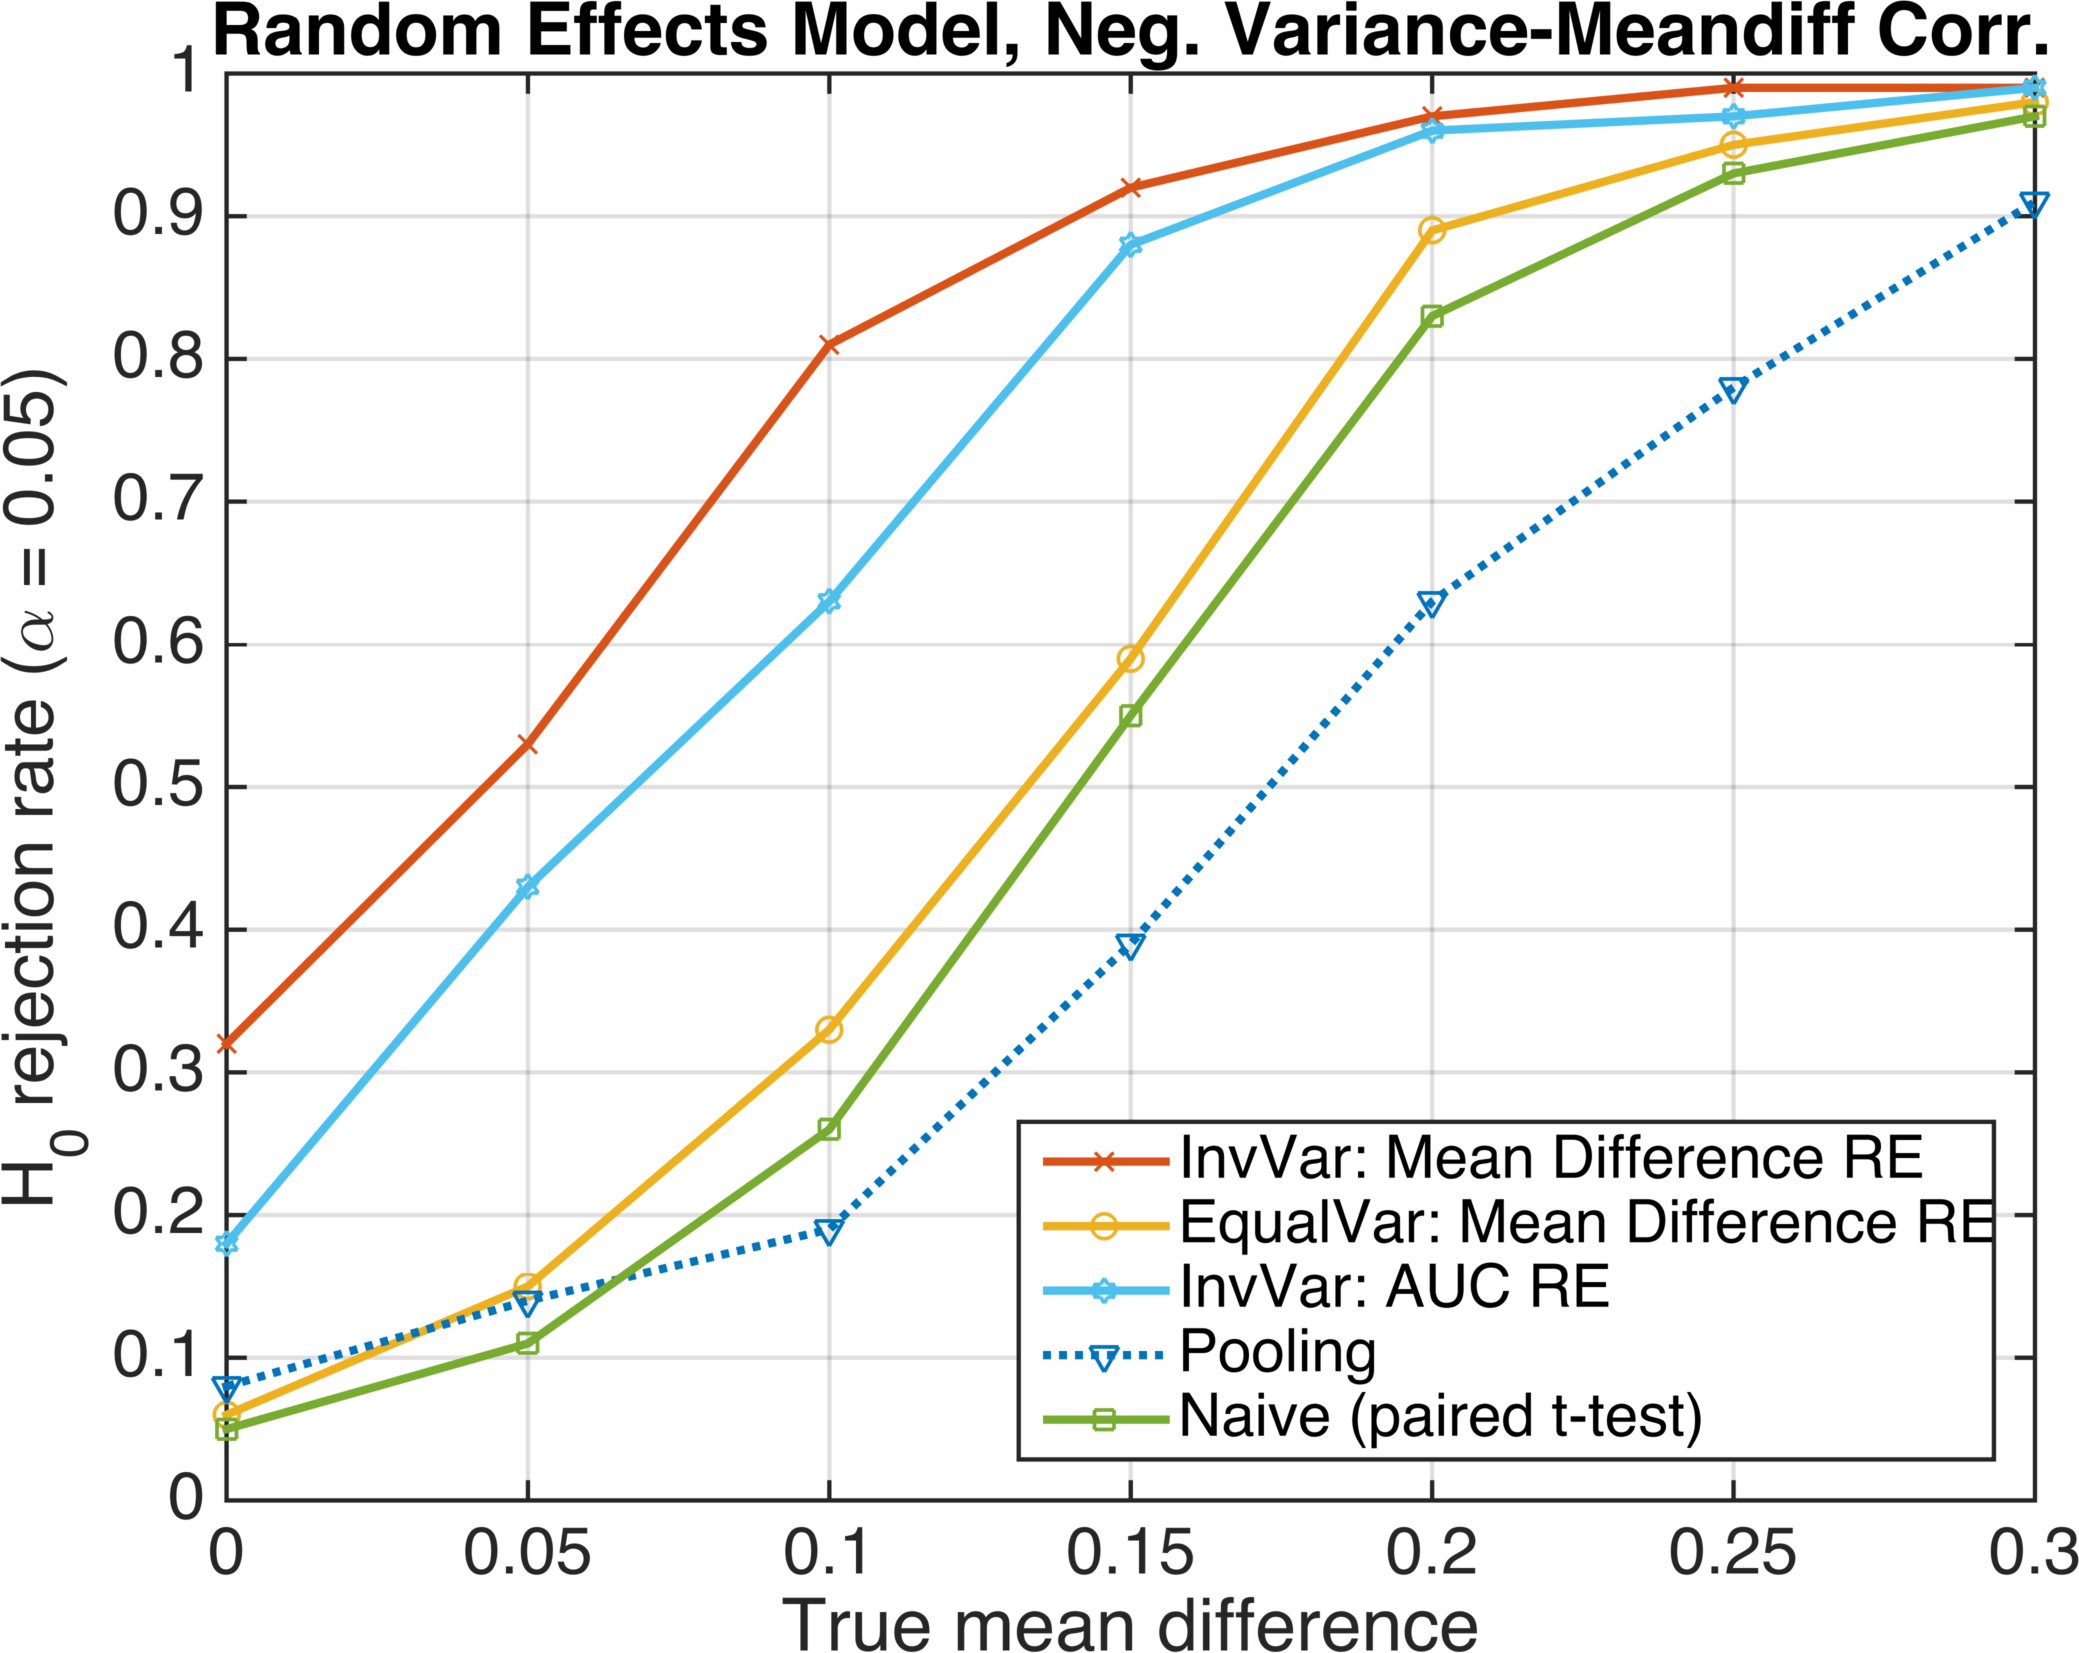 Random Effects Model, Neg. Variance-Meandiff Corr.
H0 rejection rate (α = 0.05)
1
0.9
0.8
0.7
0.6
0.5
0.4
0.3
0.2
0.1
0
InvVar: Mean Difference RE
EqualVar: Mean Difference RE
InvVar: AUC RE
Pooling
Naive (paired t-test)
0 0.05 0.1 0.15 0.2 0.25 0.3
True mean difference